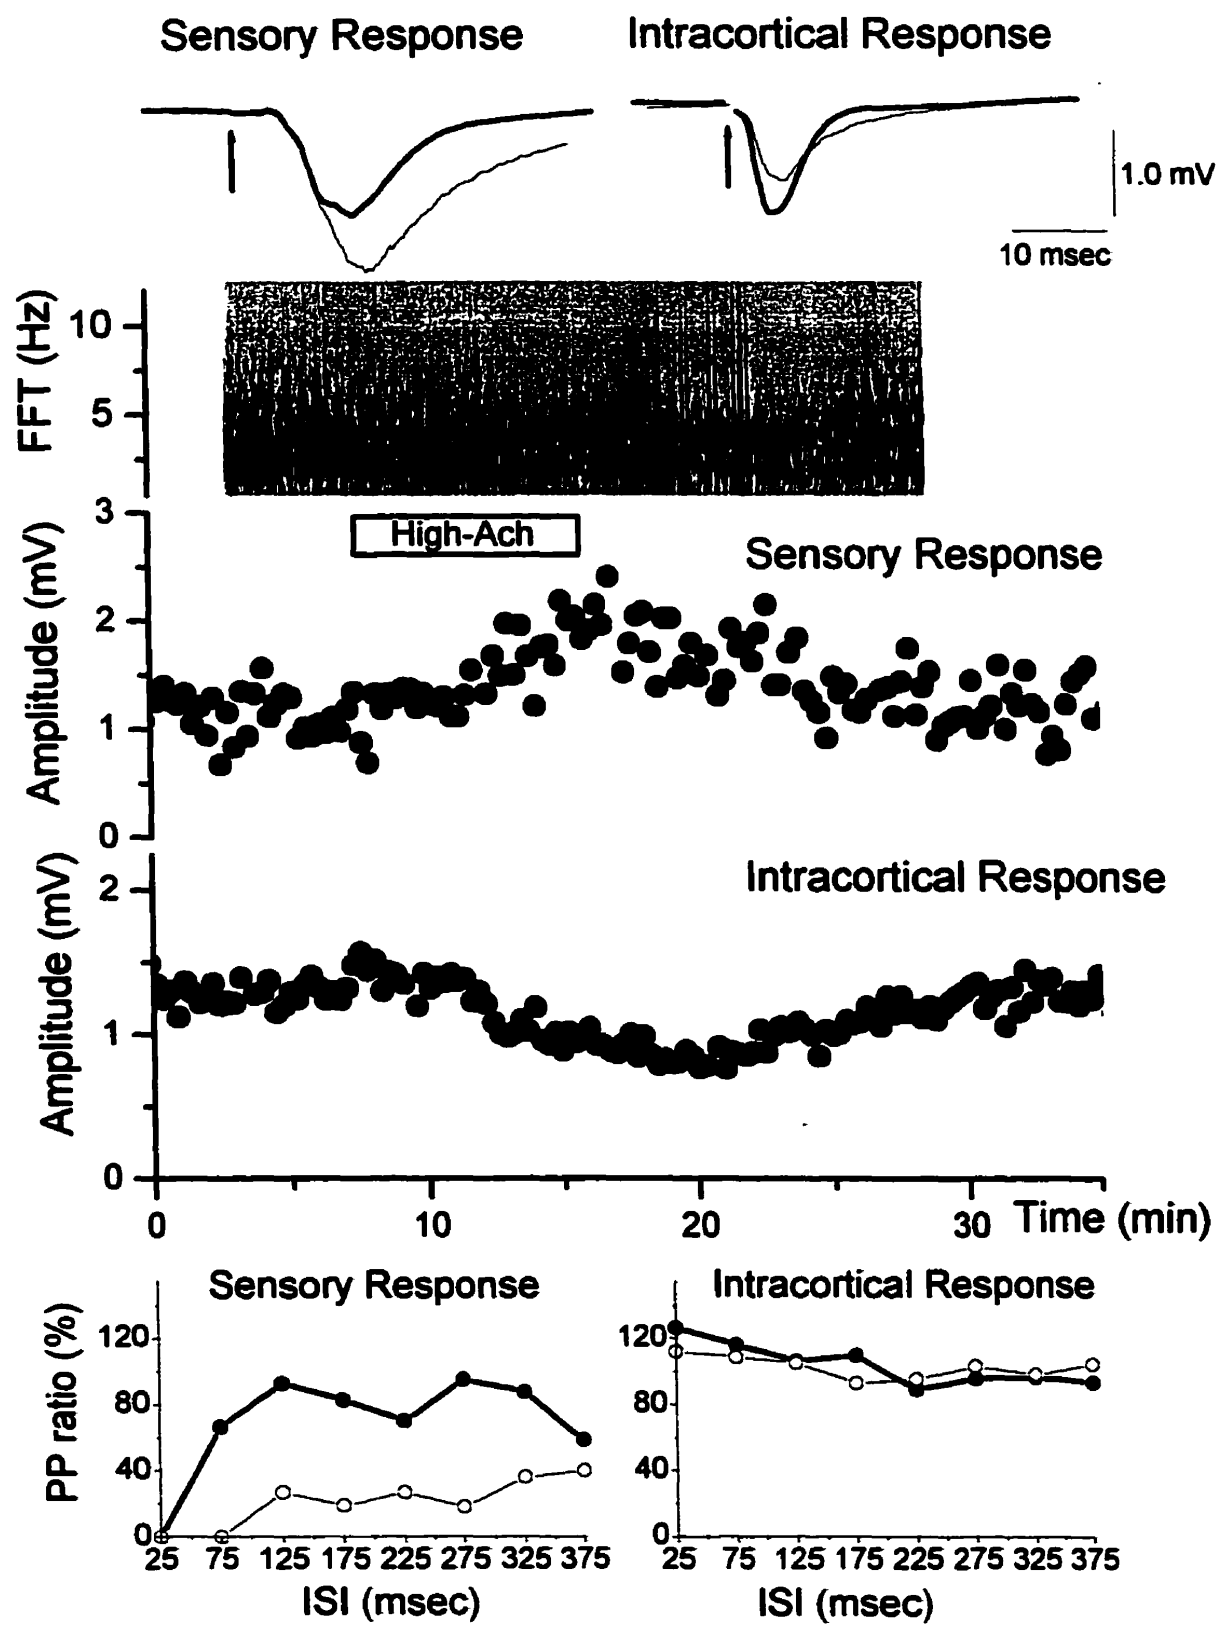 Sensory Response
Intracortical Response
1.0 mV
10 msec
FFT (Hz)
10
5
High-Ach
Sensory Response
Amplitude (mV)
3
2
1
0
Intracortical Response
Amplitude (mV)
2
1
0
0 10 20 30 Time (min)
Sensory Response
PP ratio (%)
120
80
40
0
25 75 125 175 225 275 325 375
ISI (msec)
Intracortical Response
120
80
40
0
25 75 125 175 225 275 325 375
ISI (msec)